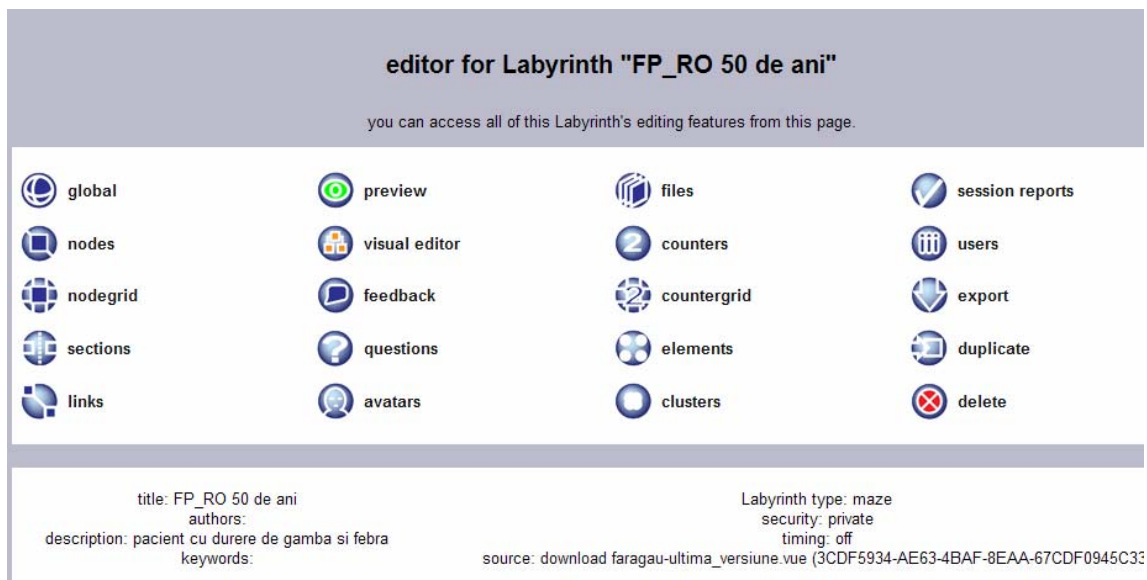 editor for Labyrinth "FP_RO 50 de ani"
you can access all of this Labyrinth's editing features from this page.
global preview files session reports
nodes visual editor counters users
nodegrid feedback countergrid export
sections questions elements duplicate
links avatars clusters delete
title: FP_RO 50 de ani
authors:
description: pacient cu durere de gamba si febra
keywords:
Labyrinth type: maze
security: private
timing: off
source: download faragau-ultima_versiune.vue (3CDF5934-AE63-4BAF-8EAA-67CDF0945C33